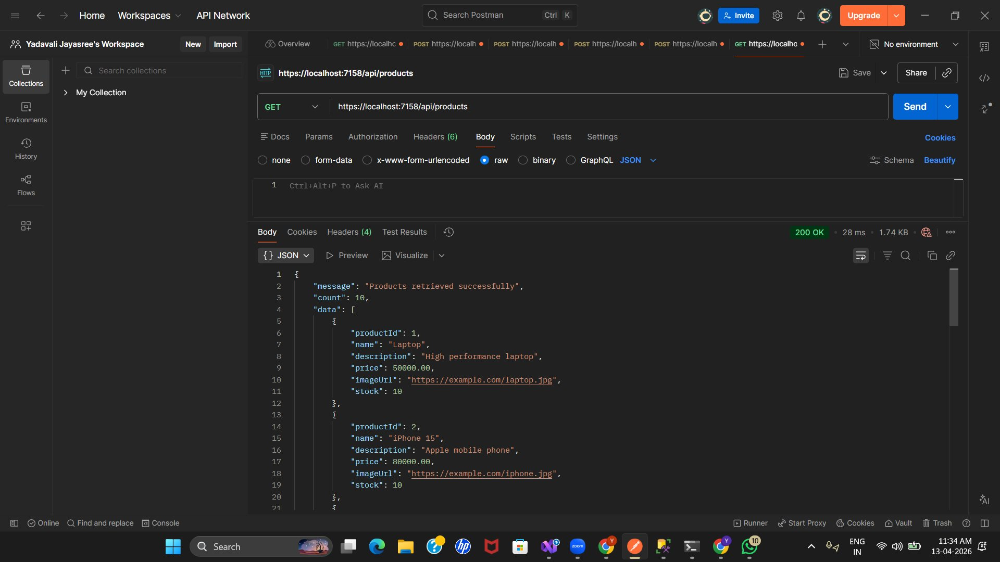 Home Workspaces API Network Search Postman Ctrl K Invite Upgrade
Yadavali Jayasree's Workspace New Import Overview GET https://localhc POST https://localh POST https://localh POST https://localh POST https://localh GET https://localhc No environment
Collections
Environments
History
Flows
Search collections
My Collection
HTTP https://localhost:7158/api/products Save Share
GET https://localhost:7158/api/products Send
Docs Params Authorization Headers (6) Body Scripts Tests Settings Cookies
none form-data x-www-form-urlencoded raw binary GraphQL JSON Schema Beautify
1 Ctrl+Alt+P to Ask AI
Body Cookies Headers (4) Test Results 200 OK 28 ms 1.74 KB
{} JSON Preview Visualize
1 {
2 "message": "Products retrieved successfully",
3 "count": 10,
4 "data": [
5 {
6 "productId": 1,
7 "name": "Laptop",
8 "description": "High performance laptop",
9 "price": 50000.00,
10 "imageUrl": "https://example.com/laptop.jpg",
11 "stock": 10
12 },
13 {
14 "productId": 2,
15 "name": "iPhone 15",
16 "description": "Apple mobile phone",
17 "price": 80000.00,
18 "imageUrl": "https://example.com/iphone.jpg",
19 "stock": 10
20 },
21 {
AI
Online Find and replace Console Runner Start Proxy Cookies Vault Trash
Search hp zoom Y Y 10 ENG 11:34 AM
IN 13-04-2026